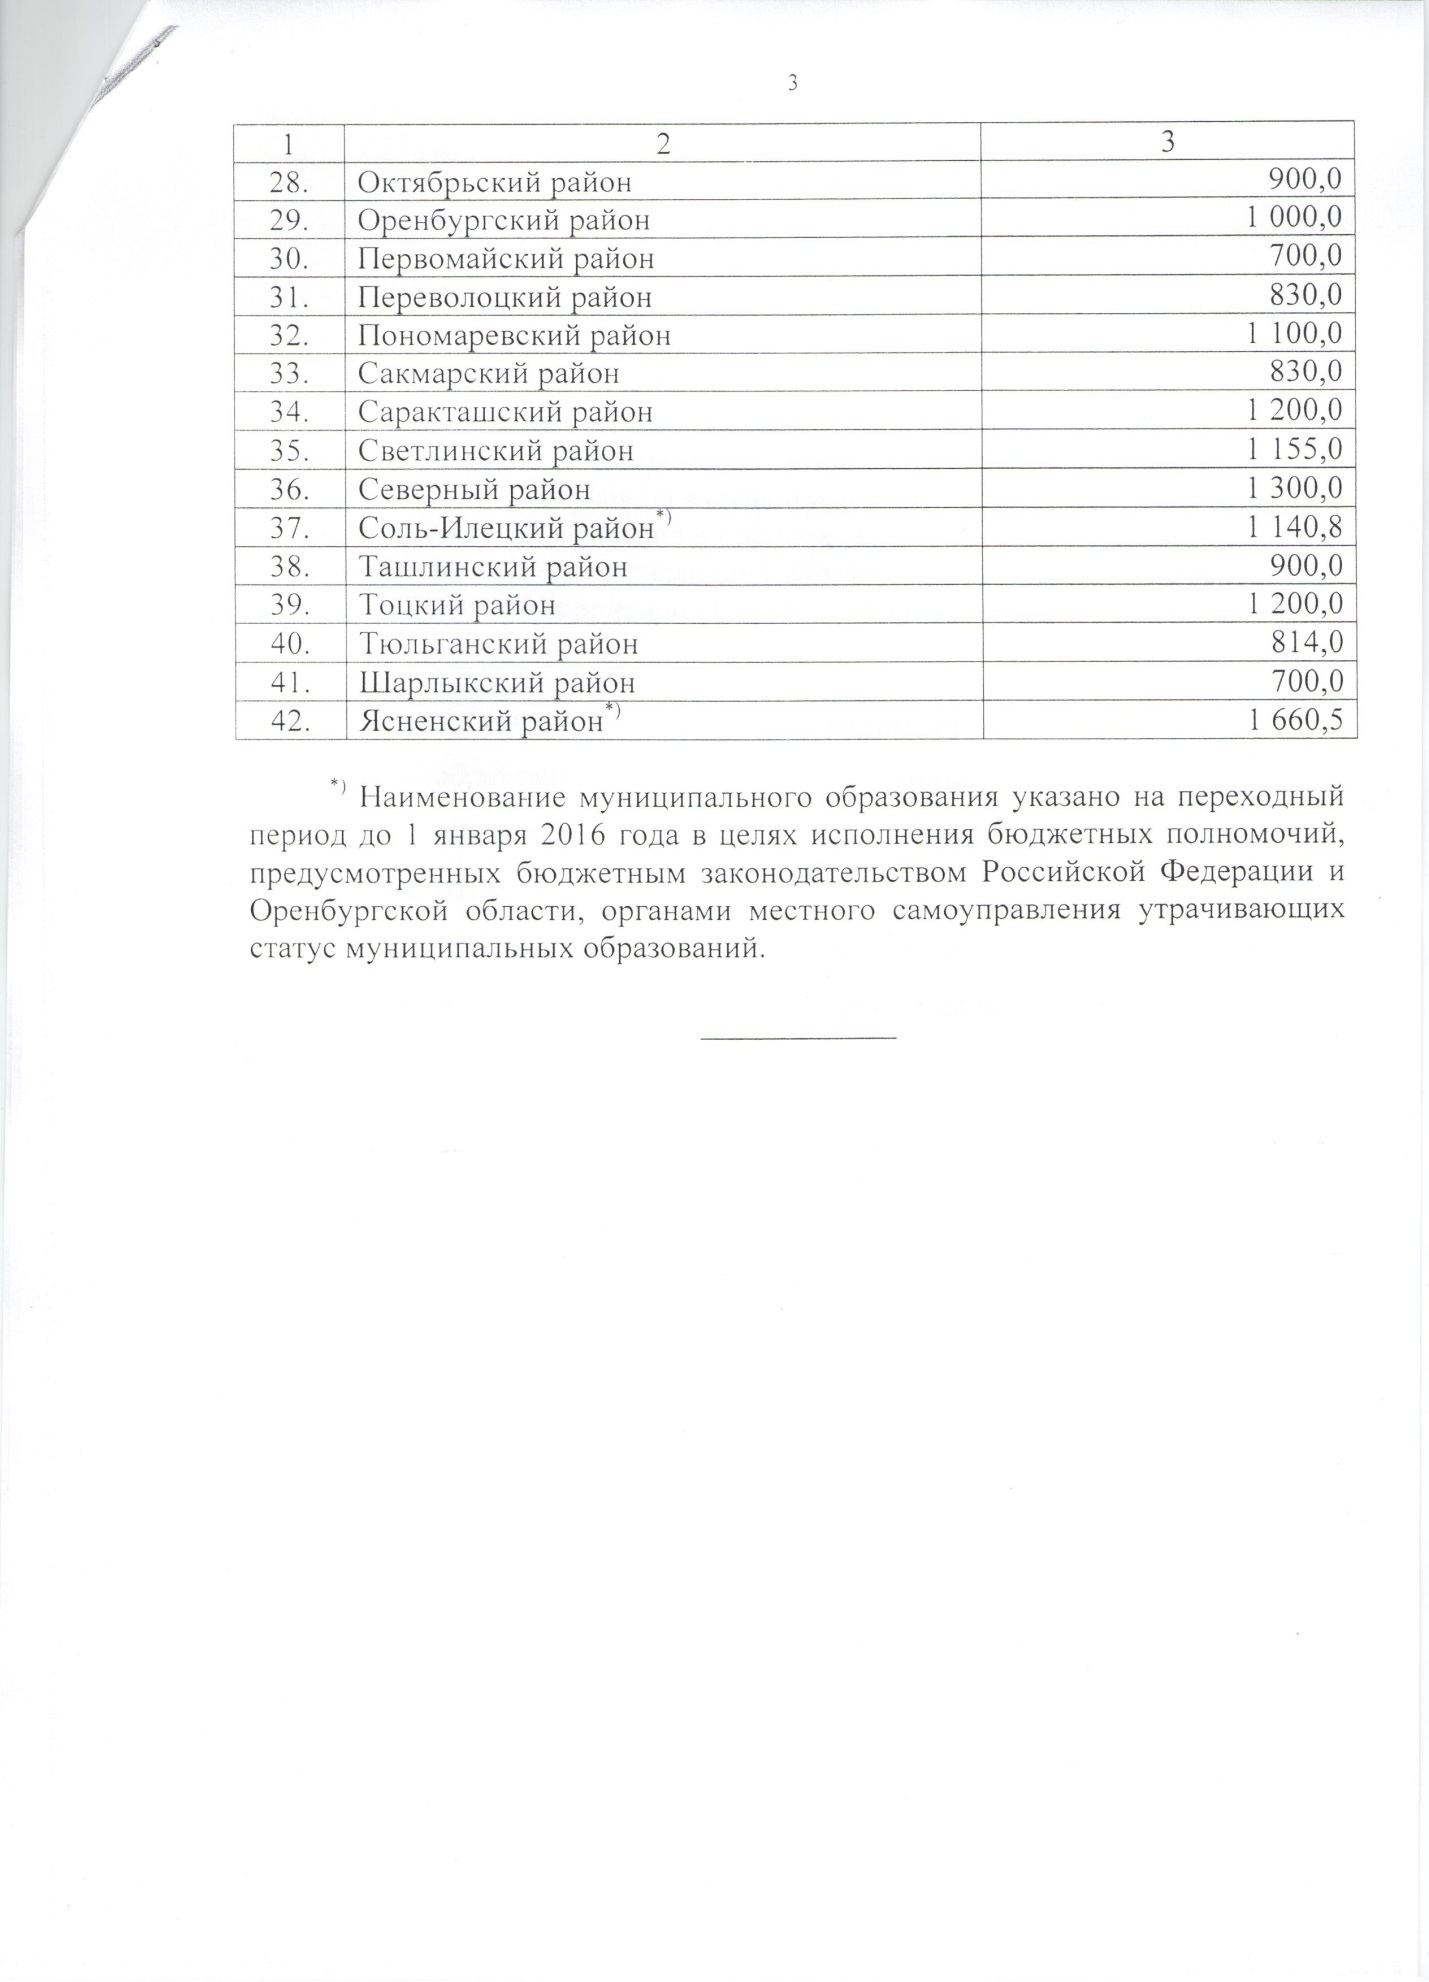 3
1 2 3
28. Октябрьский район 900,0
29. Оренбургский район 1 000,0
30. Первомайский район 700,0
31. Переволоцкий район 830,0
32. Пономаревский район 1 100,0
33. Сакмарский район 830,0
34. Саракташский район 1 200,0
35. Светлинский район 1 155,0
36. Северный район 1 300,0
37. Соль-Илецкий район*) 1 140,8
38. Ташлинский район 900,0
39. Тоцкий район 1 200,0
40. Тюльганский район 814,0
41. Шарлыкский район 700,0
42. Ясненский район*) 1 660,5
*) Наименование муниципального образования указано на переходный
период до 1 января 2016 года в целях исполнения бюджетных полномочий,
предусмотренных бюджетным законодательством Российской Федерации и
Оренбургской области, органами местного самоуправления утрачивающих
статус муниципальных образований.